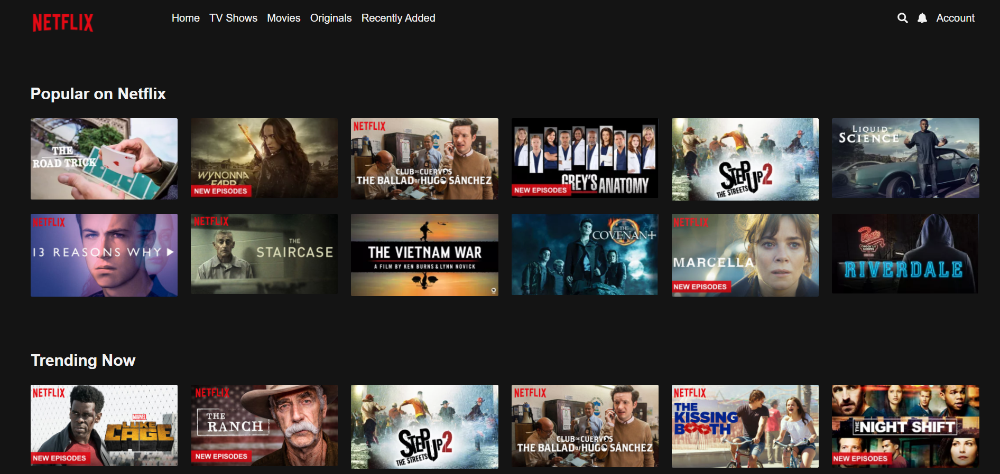 NETFLIX
Home TV Shows Movies Originals Recently Added
Account
Popular on Netflix
THE
ROAD TRICK
WYNONNA
EARP
NEW EPISODES
NETFLIX
CLUB DE CUERVOS
THE BALLAD OF HUGO SÁNCHEZ
GREY'S ANATOMY
NEW EPISODES
STEP UP 2
THE STREETS
LIQUID
SCIENCE
NETFLIX
13 REASONS WHY
NETFLIX
THE
STAIRCASE
THE VIETNAM WAR
A FILM BY KEN BURNS & LYNN NOVICK
THE
COVENANT
NETFLIX
MARCELLA
NEW EPISODES
Pop's
CHOCK'LIT
SHOPPE
RIVERDALE
Trending Now
NETFLIX
MARVEL
LUKE
CAGE
NEW EPISODES
NETFLIX
THE
RANCH
NEW EPISODES
STEP UP 2
THE STREETS
NETFLIX
CLUB DE CUERVOS
THE BALLAD OF HUGO SÁNCHEZ
NETFLIX
THE
KISSING
BOOTH
THE NIGHT SHIFT
NEW EPISODES